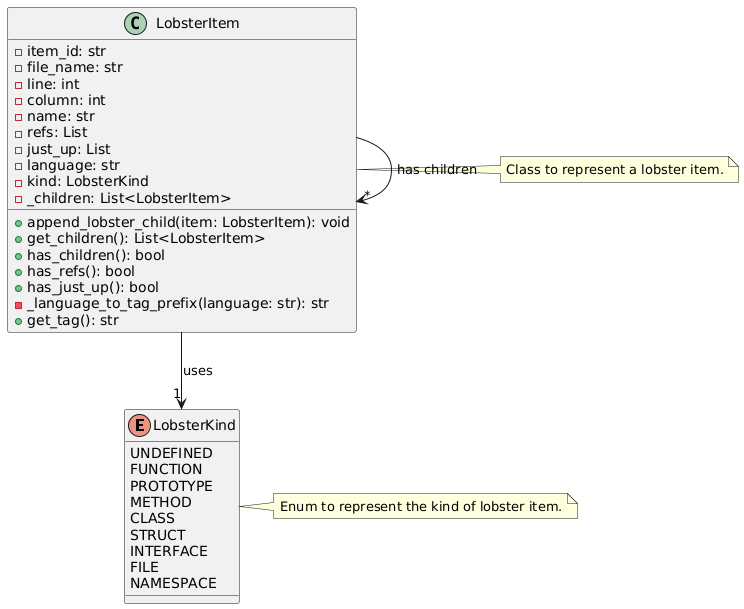 C LobsterItem
item_id: str
file_name: str
line: int
column: int
name: str
refs: List
just_up: List
language: str
kind: LobsterKind
_children: List<LobsterItem>
append_lobster_child(item: LobsterItem): void
get_children(): List<LobsterItem>
has_children(): bool
has_refs(): bool
has_just_up(): bool
_language_to_tag_prefix(language: str): str
get_tag(): str
has children
*
Class to represent a lobster item.
uses
1
E LobsterKind
UNDEFINED
FUNCTION
PROTOTYPE
METHOD
CLASS
STRUCT
INTERFACE
FILE
NAMESPACE
Enum to represent the kind of lobster item.